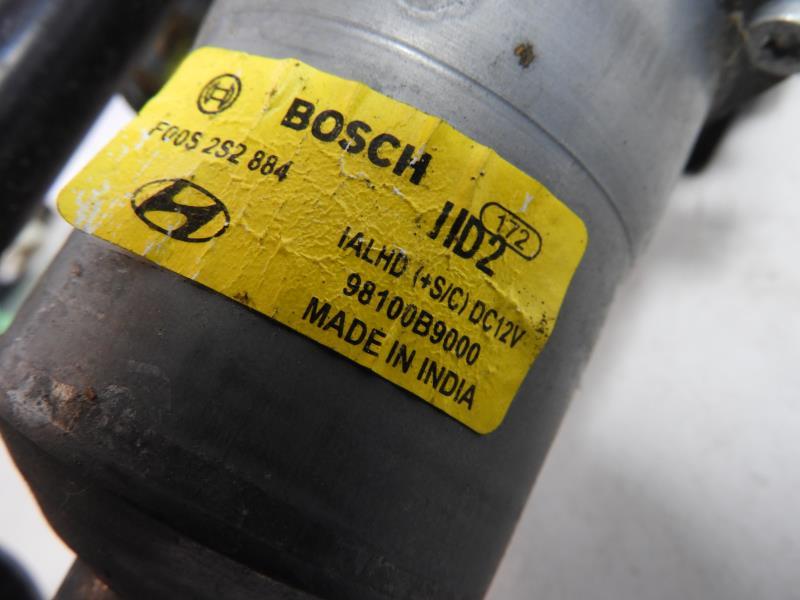 BOSCH
F00S 2S2 884
172
IID2
IALHD (+S/C) DC12V
98100B9000
MADE IN INDIA